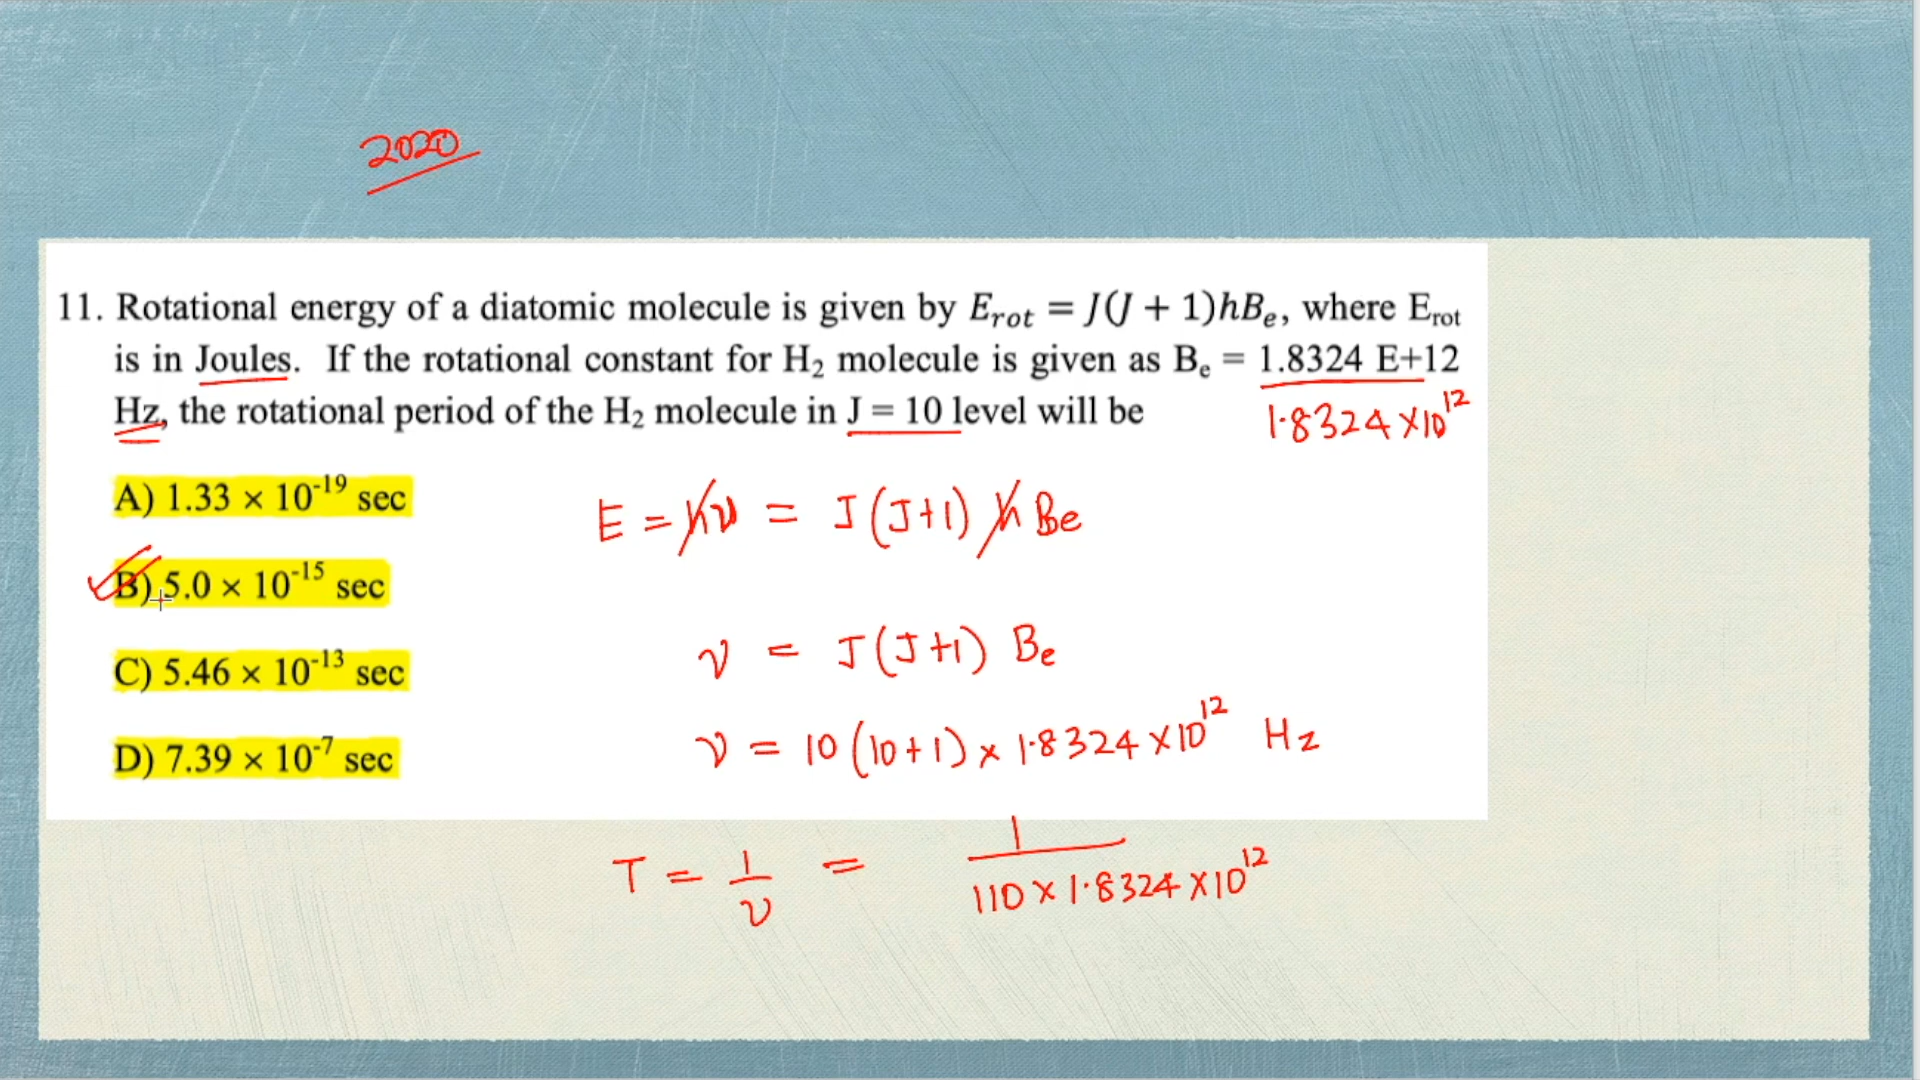 2020
11. Rotational energy of a diatomic molecule is given by E_rot = J(J + 1)hB_e, where E_rot
is in Joules. If the rotational constant for H₂ molecule is given as B_e = 1.8324 E+12
Hz, the rotational period of the H₂ molecule in J = 10 level will be
1.8324 ×10¹²
A) 1.33 × 10⁻¹⁹ sec
E = hν = J(J+1) h Be
B) 5.0 × 10⁻¹⁵ sec
ν = J(J+1) Be
C) 5.46 × 10⁻¹³ sec
ν = 10(10+1) × 1.8324 ×10¹² Hz
D) 7.39 × 10⁻⁷ sec
T = 1/ν = 1/(110 × 1.8324 ×10¹²)